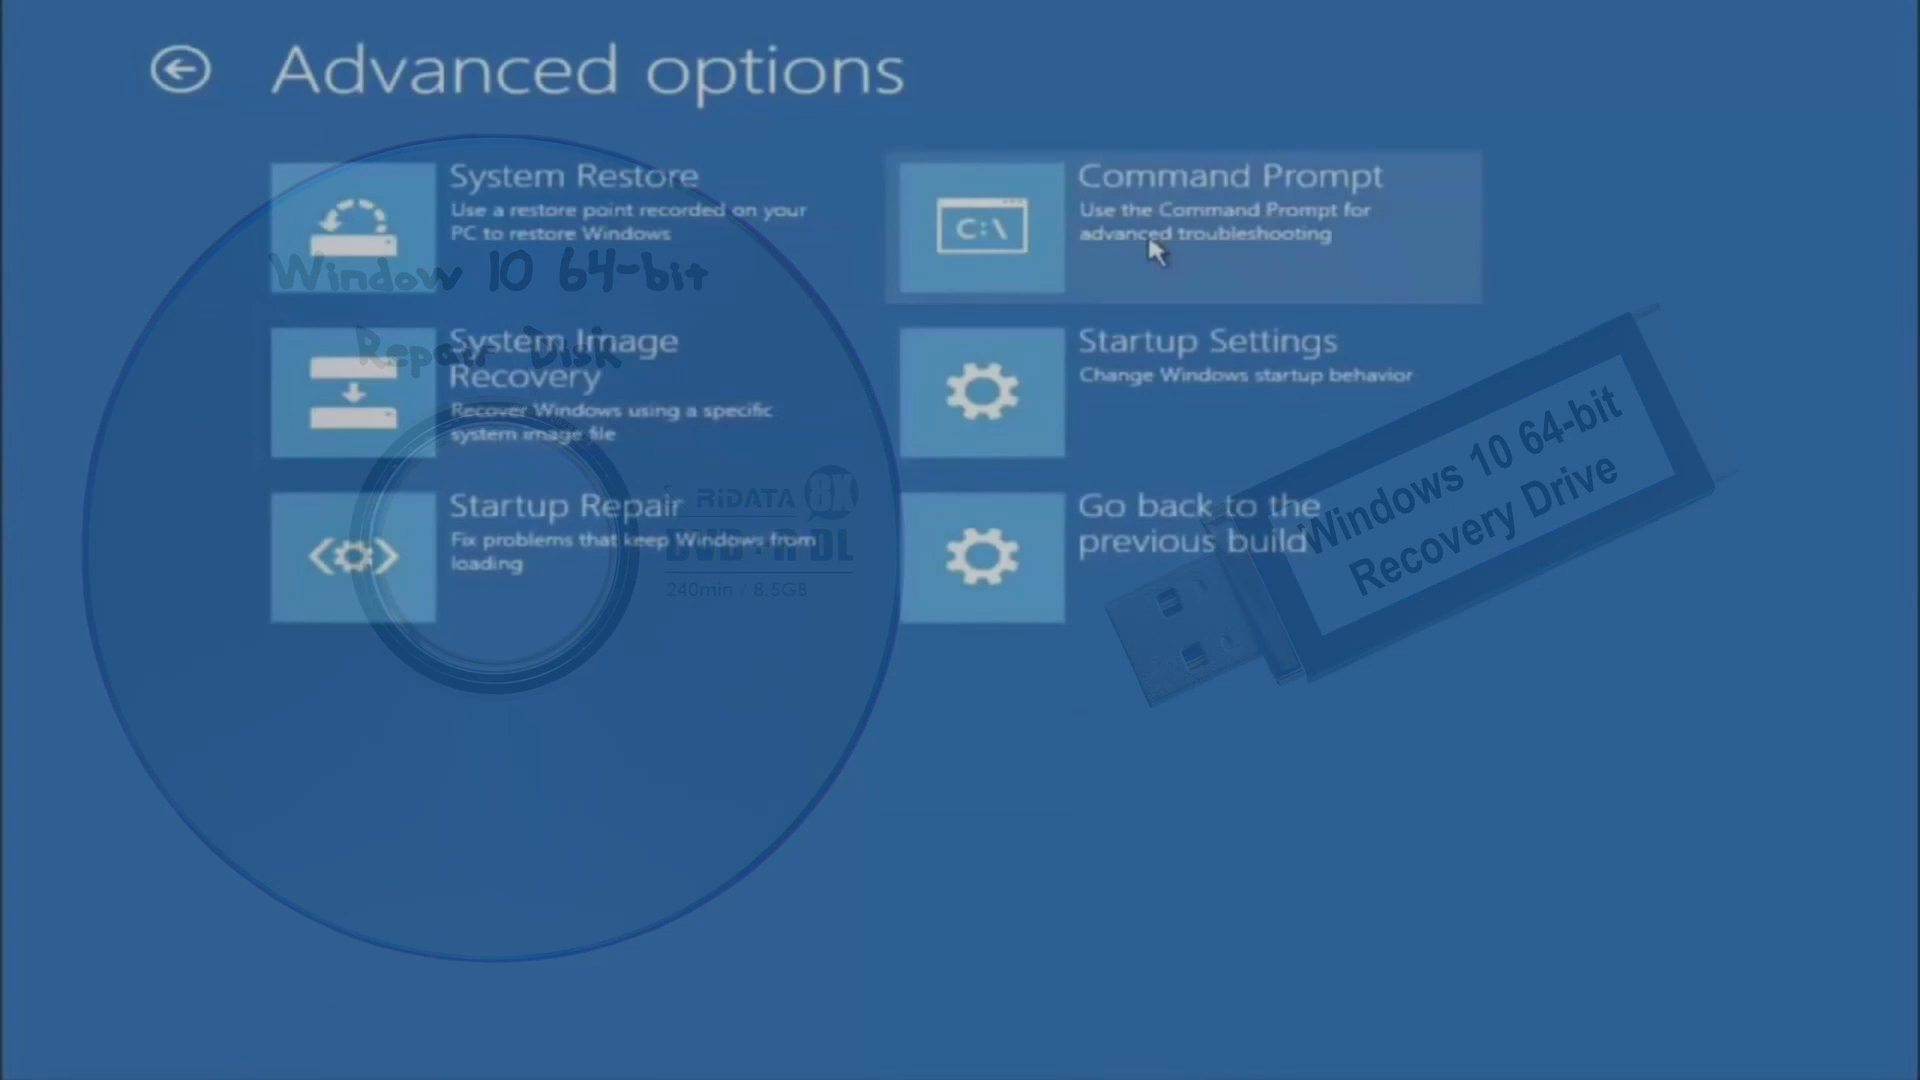 Advanced options
System Restore
Use a restore point recorded on your
PC to restore Windows
System Image
Recovery
Recover Windows using a specific
system image file
Startup Repair
Fix problems that keep Windows from
loading
Command Prompt
Use the Command Prompt for
advanced troubleshooting
C:\
Startup Settings
Change Windows startup behavior
Go back to the
previous build
Window 10 64-bit
Repair Disk
RiDATA 8X
DVD+R DL
240min / 8.5GB
Windows 10 64-bit
Recovery Drive